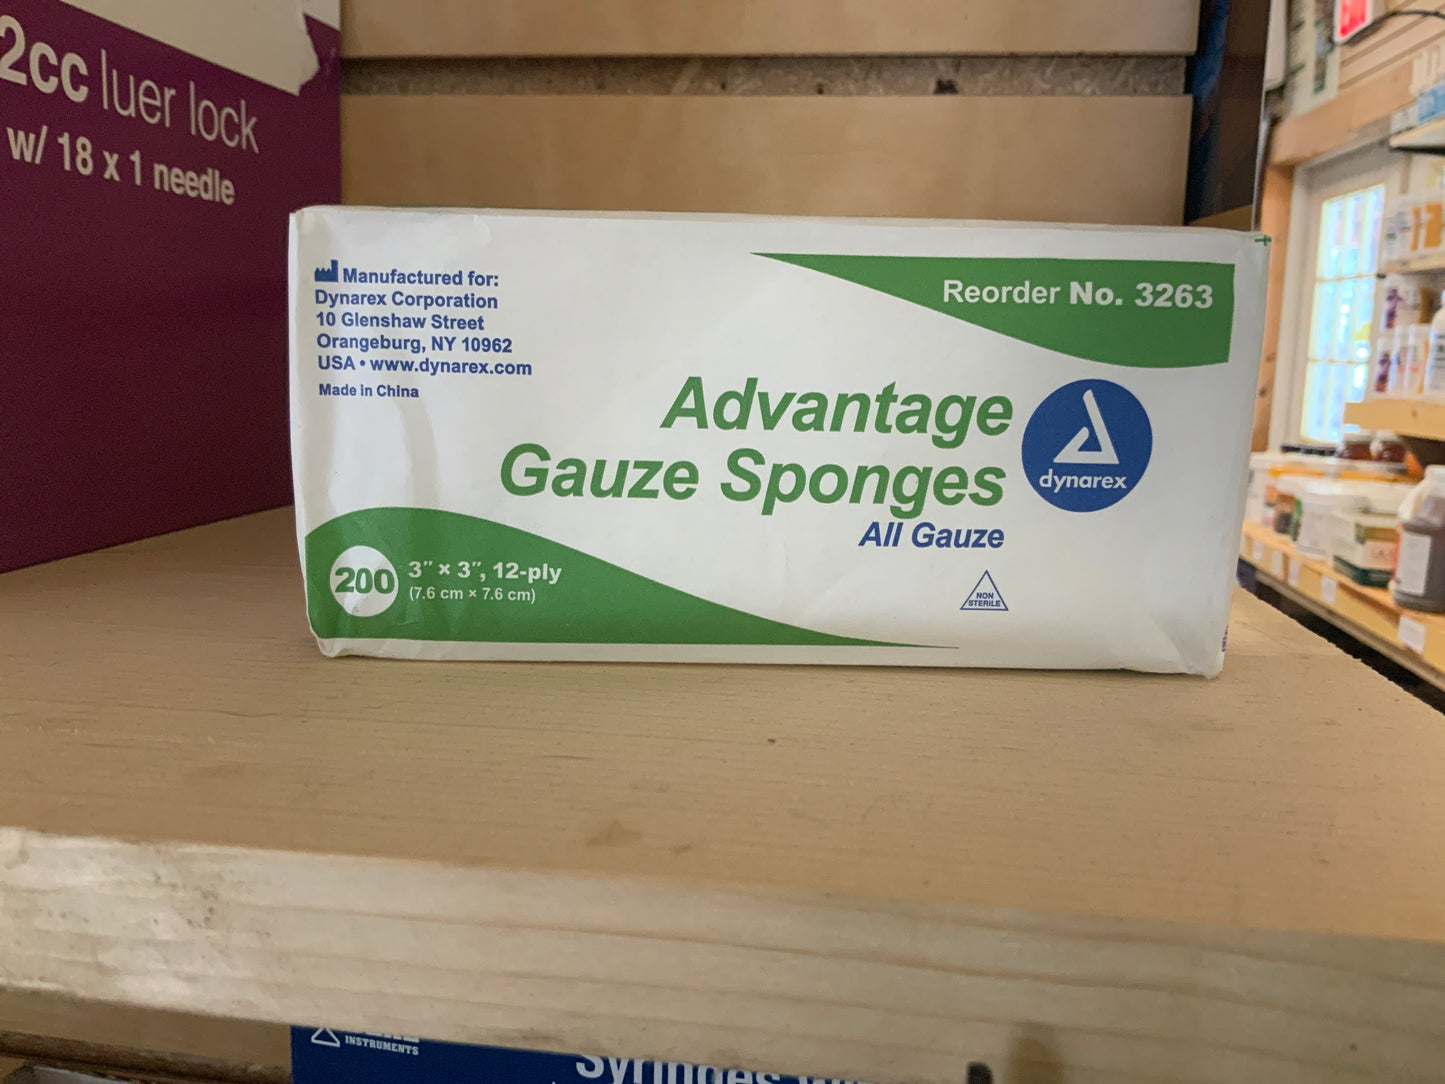 2cc luer lock
w/ 18 x 1 needle
Manufactured for:
Dynarex Corporation
10 Glenshaw Street
Orangeburg, NY 10962
USA • www.dynarex.com
Made in China
Reorder No. 3263
Advantage
Gauze Sponges
All Gauze
dynarex
200
3" × 3", 12-ply
(7.6 cm × 7.6 cm)
NON
STERILE
INSTRUMENTS
Syringes